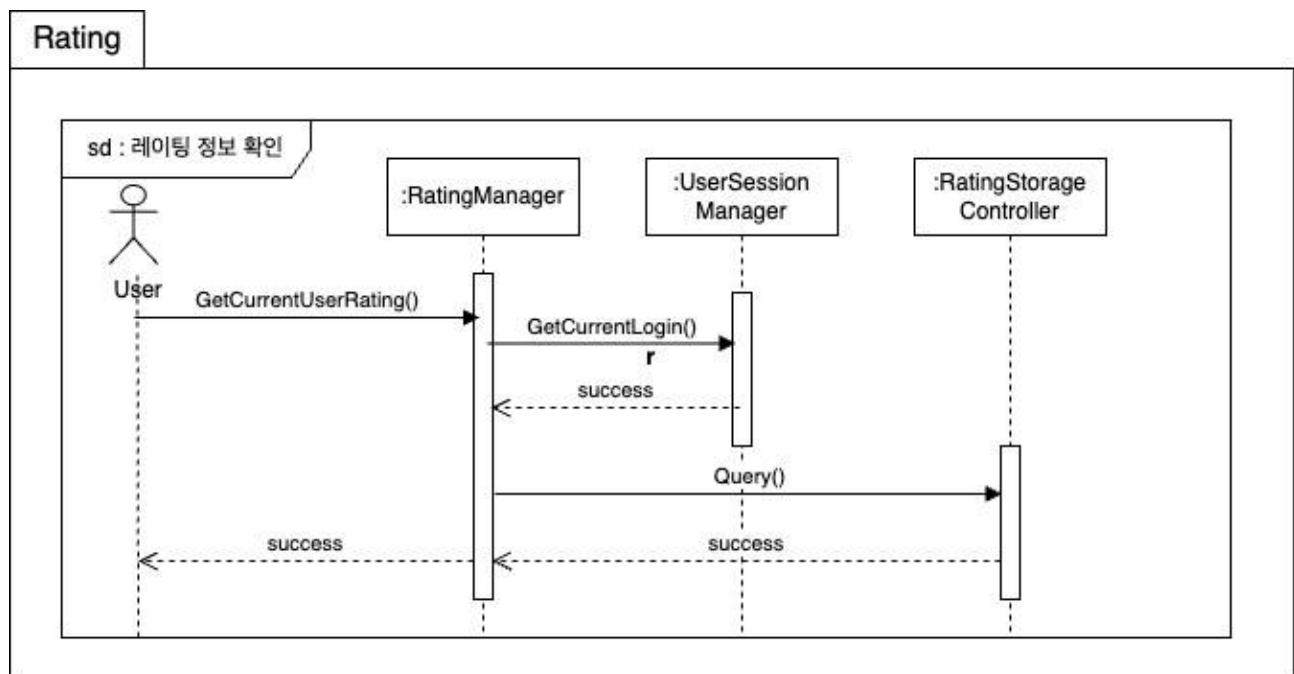 Rating
sd : 레이팅 정보 확인
:RatingManager
:UserSession
Manager
:RatingStorage
Controller
User
GetCurrentUserRating()
GetCurrentLogin()
r
success
Query()
success
success